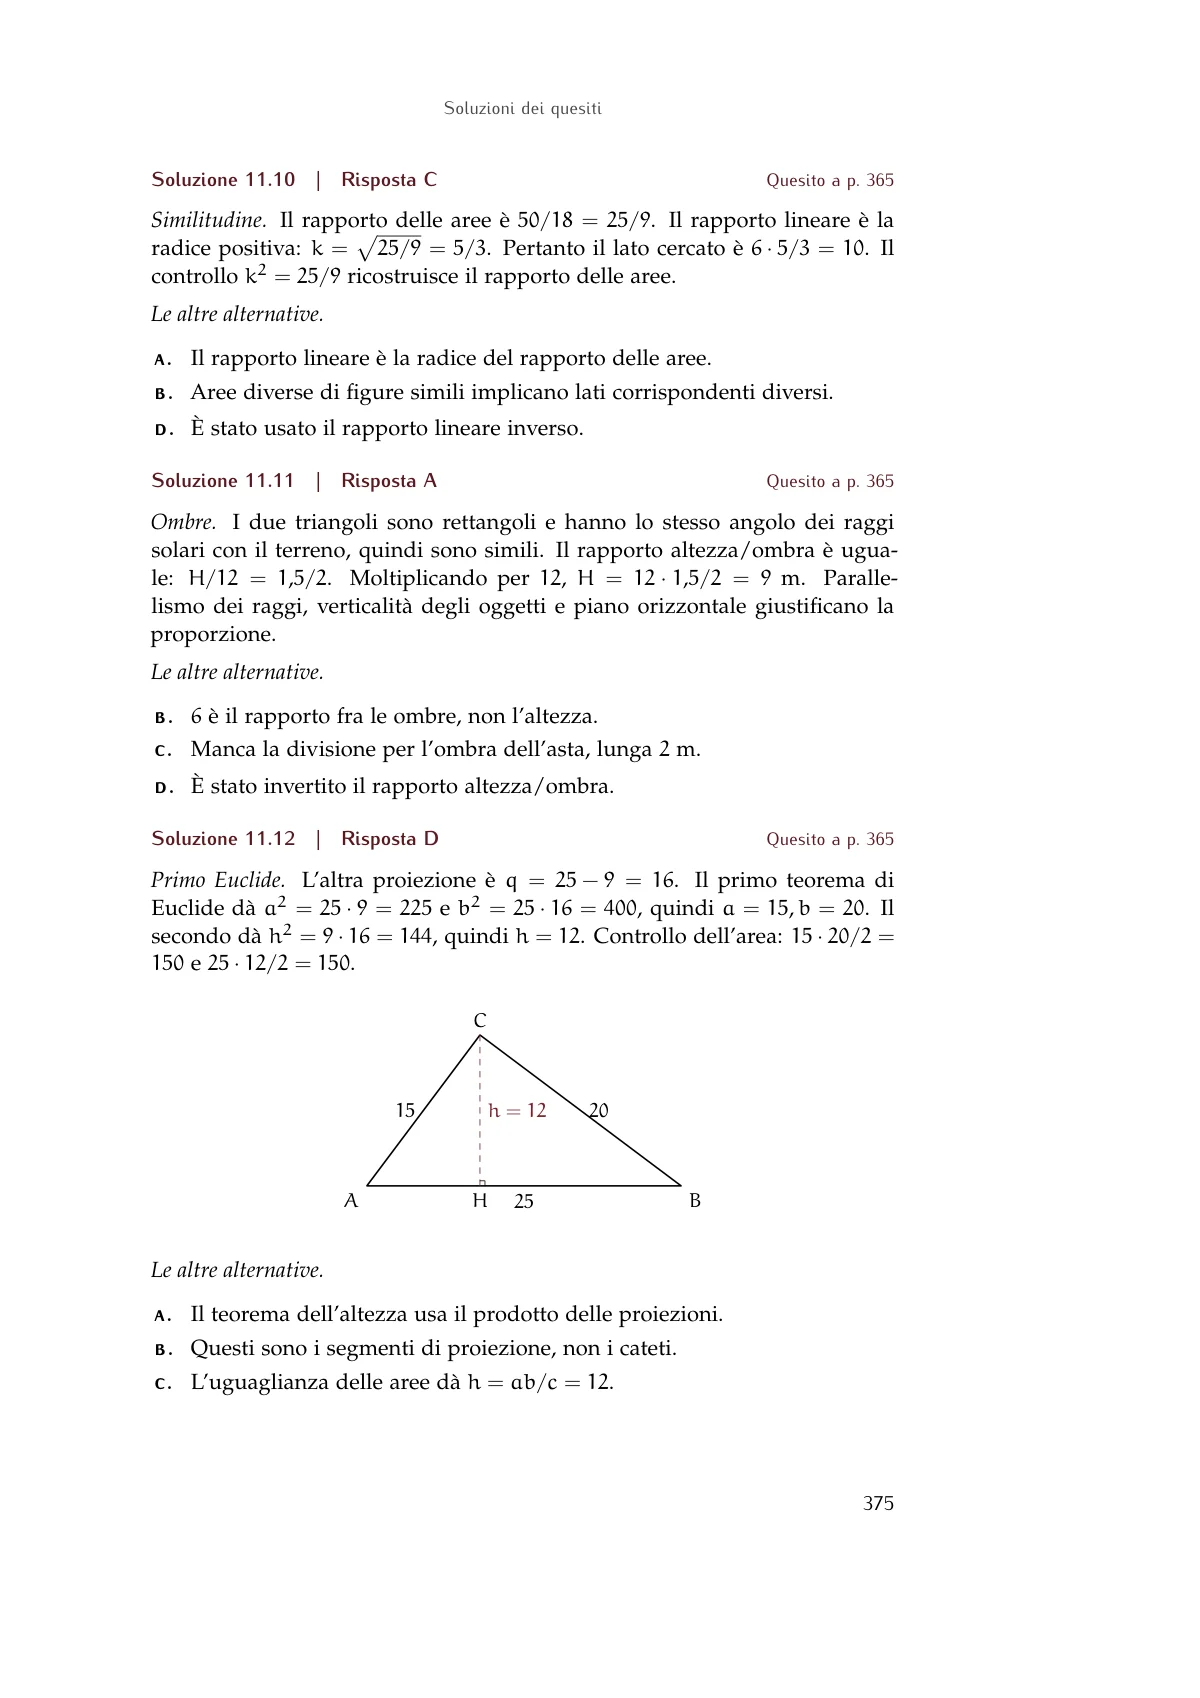 Soluzioni dei quesiti
Soluzione 11.10 | Risposta C Quesito a p. 365
Similitudine. Il rapporto delle aree è 50/18 = 25/9. Il rapporto lineare è la
radice positiva: k = √25/9 = 5/3. Pertanto il lato cercato è 6 · 5/3 = 10. Il
controllo k² = 25/9 ricostruisce il rapporto delle aree.
Le altre alternative.
A. Il rapporto lineare è la radice del rapporto delle aree.
B. Aree diverse di figure simili implicano lati corrispondenti diversi.
D. È stato usato il rapporto lineare inverso.
Soluzione 11.11 | Risposta A Quesito a p. 365
Ombre. I due triangoli sono rettangoli e hanno lo stesso angolo dei raggi
solari con il terreno, quindi sono simili. Il rapporto altezza/ombra è ugua-
le: H/12 = 1,5/2. Moltiplicando per 12, H = 12 · 1,5/2 = 9 m. Paralle-
lismo dei raggi, verticalità degli oggetti e piano orizzontale giustificano la
proporzione.
Le altre alternative.
B. 6 è il rapporto fra le ombre, non l'altezza.
C. Manca la divisione per l'ombra dell'asta, lunga 2 m.
D. È stato invertito il rapporto altezza/ombra.
Soluzione 11.12 | Risposta D Quesito a p. 365
Primo Euclide. L'altra proiezione è q = 25 − 9 = 16. Il primo teorema di
Euclide dà a² = 25 · 9 = 225 e b² = 25 · 16 = 400, quindi a = 15, b = 20. Il
secondo dà h² = 9 · 16 = 144, quindi h = 12. Controllo dell'area: 15 · 20/2 =
150 e 25 · 12/2 = 150.
C
15 h = 12 20
A H 25 B
Le altre alternative.
A. Il teorema dell'altezza usa il prodotto delle proiezioni.
B. Questi sono i segmenti di proiezione, non i cateti.
C. L'uguaglianza delle aree dà h = ab/c = 12.
375